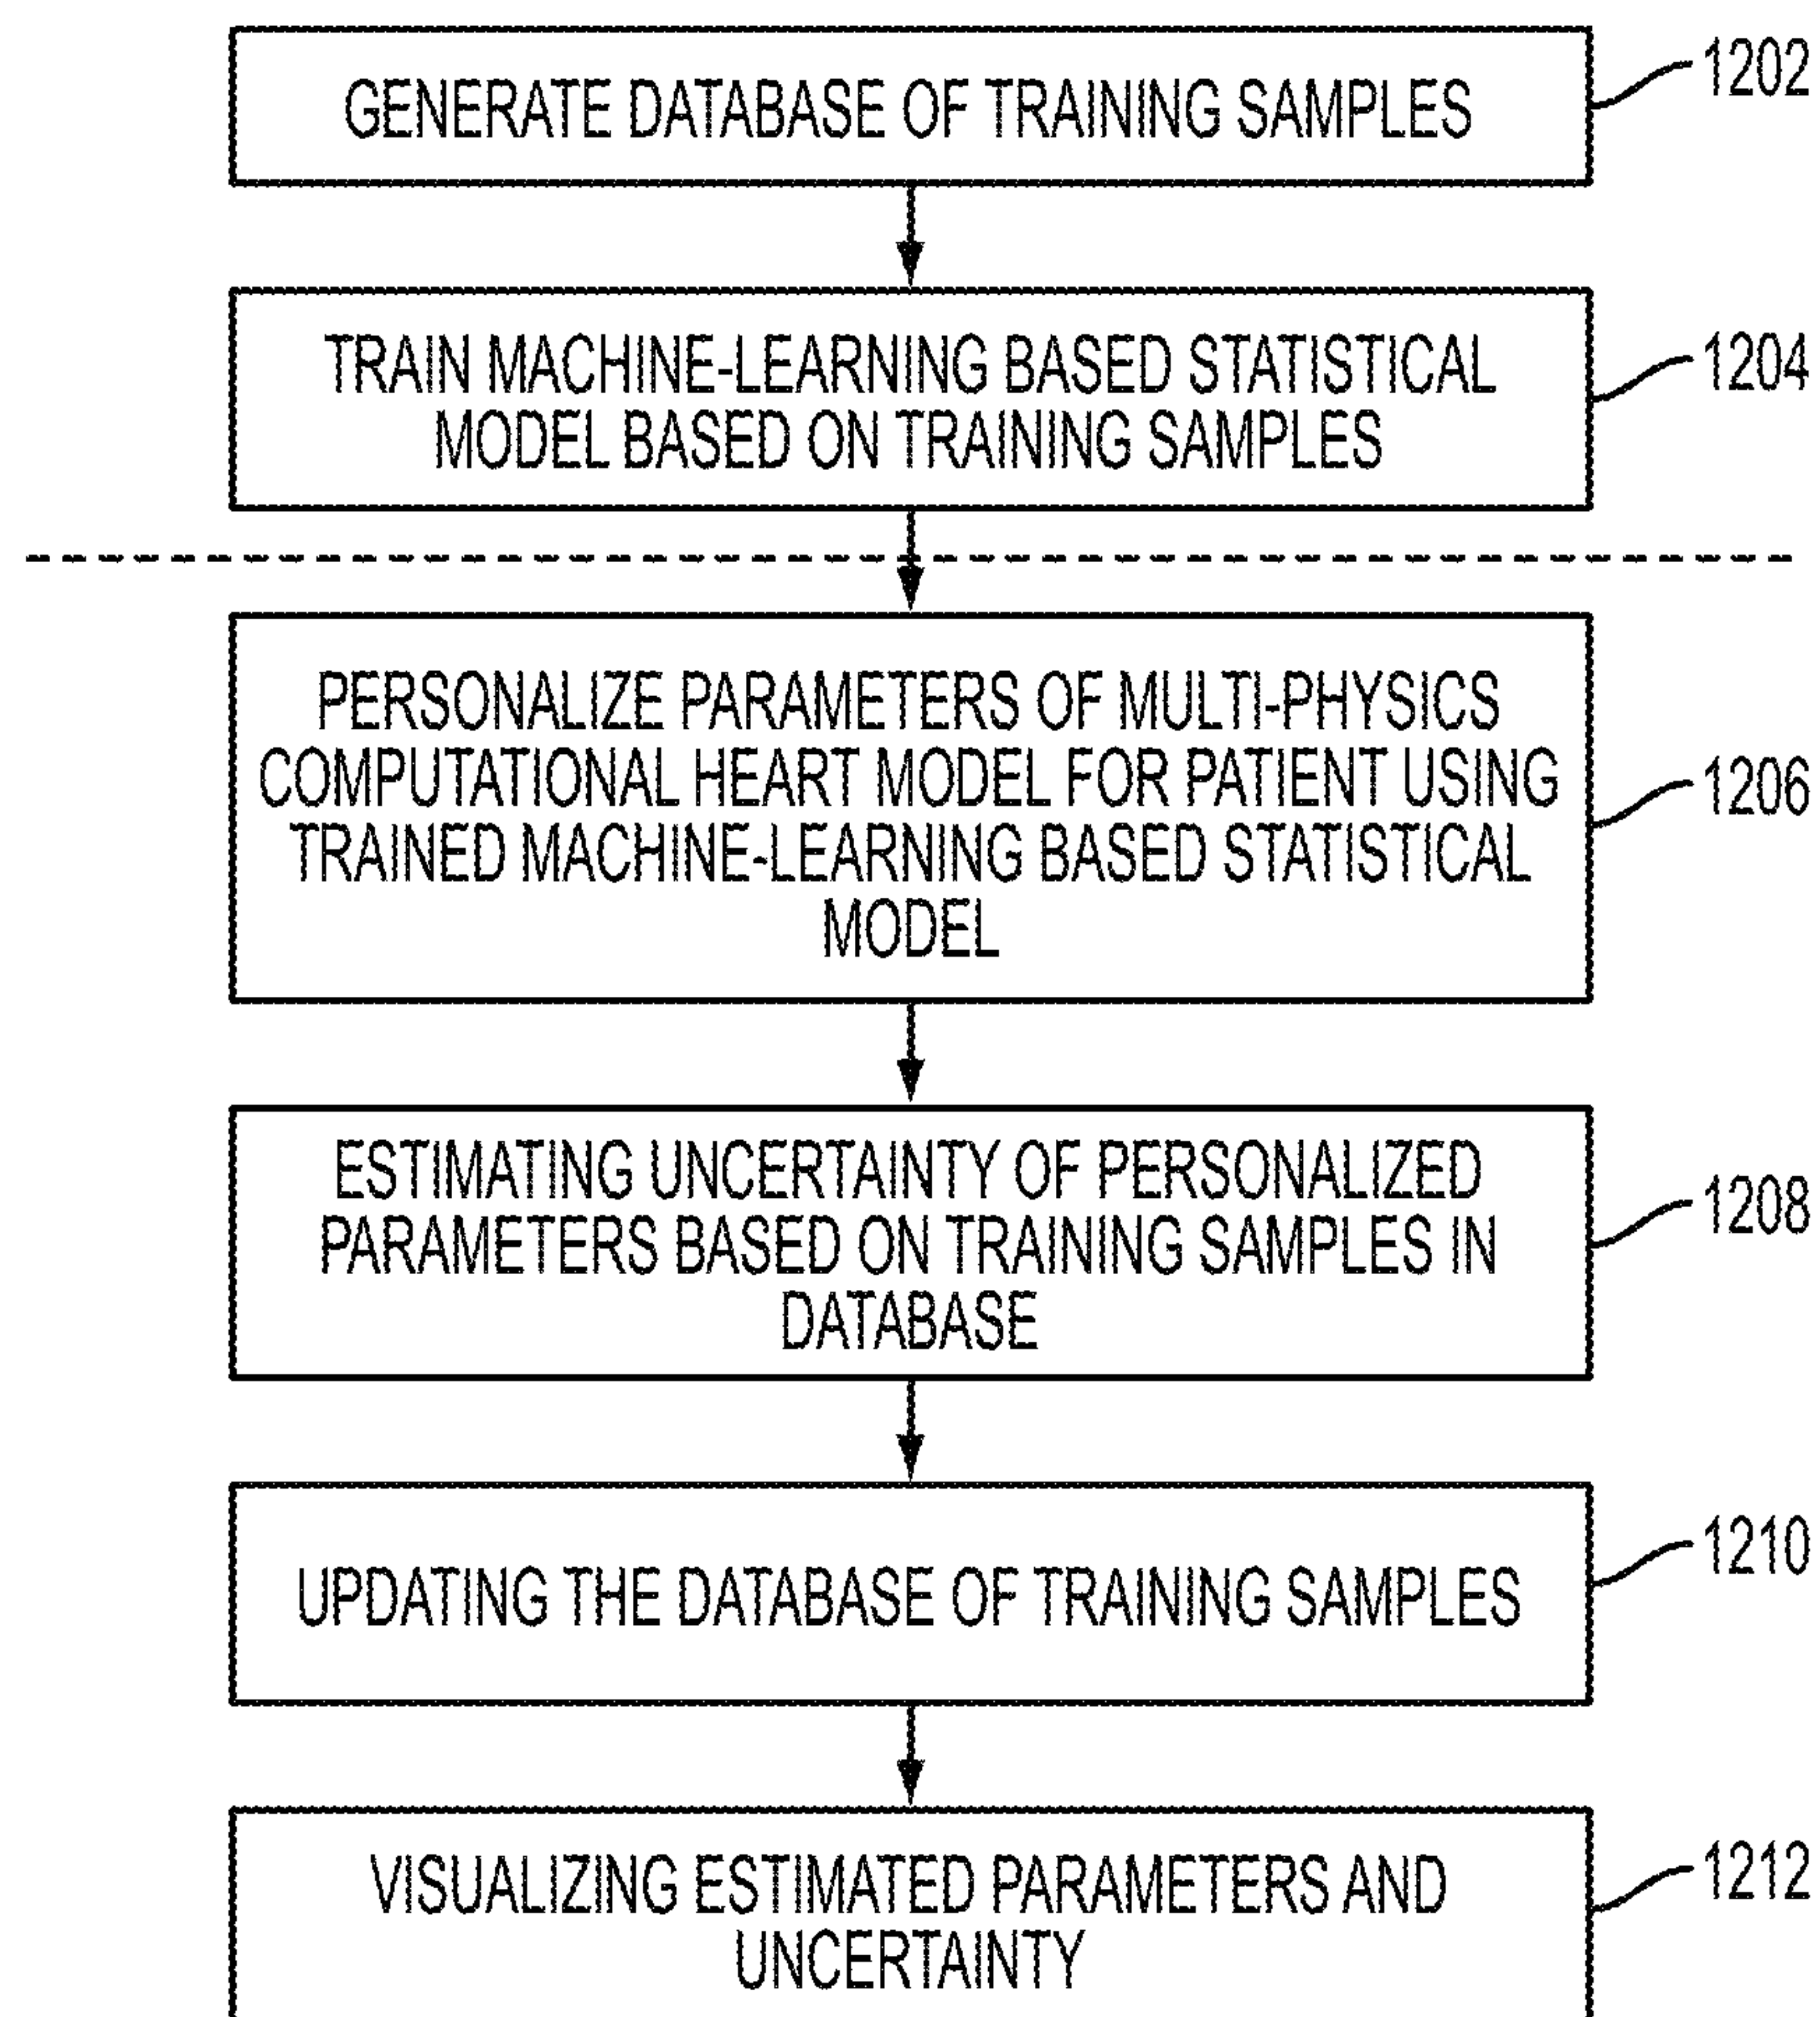 GENERATE DATABASE OF TRAINING SAMPLES
1202
TRAIN MACHINE-LEARNING BASED STATISTICAL
MODEL BASED ON TRAINING SAMPLES
1204
PERSONALIZE PARAMETERS OF MULTI-PHYSICS
COMPUTATIONAL HEART MODEL FOR PATIENT USING
TRAINED MACHINE-LEARNING BASED STATISTICAL
MODEL
1206
ESTIMATING UNCERTAINTY OF PERSONALIZED
PARAMETERS BASED ON TRAINING SAMPLES IN
DATABASE
1208
UPDATING THE DATABASE OF TRAINING SAMPLES
1210
VISUALIZING ESTIMATED PARAMETERS AND
UNCERTAINTY
1212